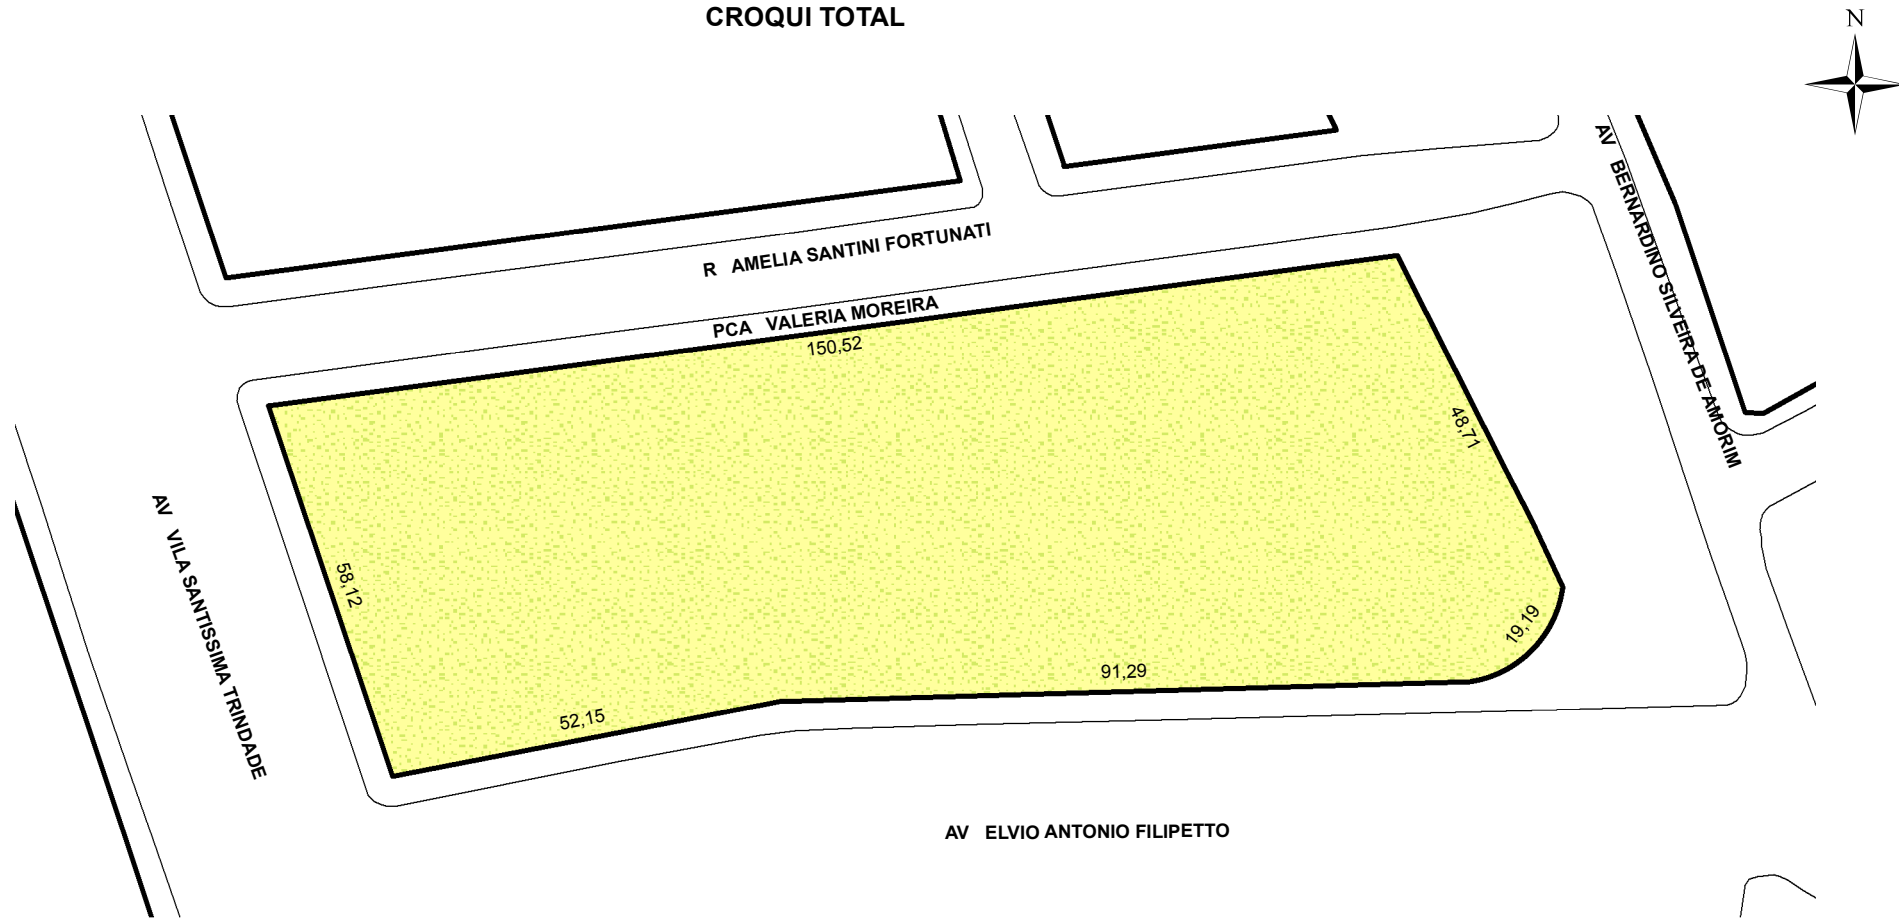 CROQUI TOTAL
N
AV   BERNARDINO SILVEIRA DE AMORIM
R   AMELIA SANTINI FORTUNATI
PCA   VALERIA MOREIRA
150,52
48,71
AV   VILA SANTISSIMA TRINDADE
58,12
19,19
91,29
52,15
AV   ELVIO ANTONIO FILIPETTO